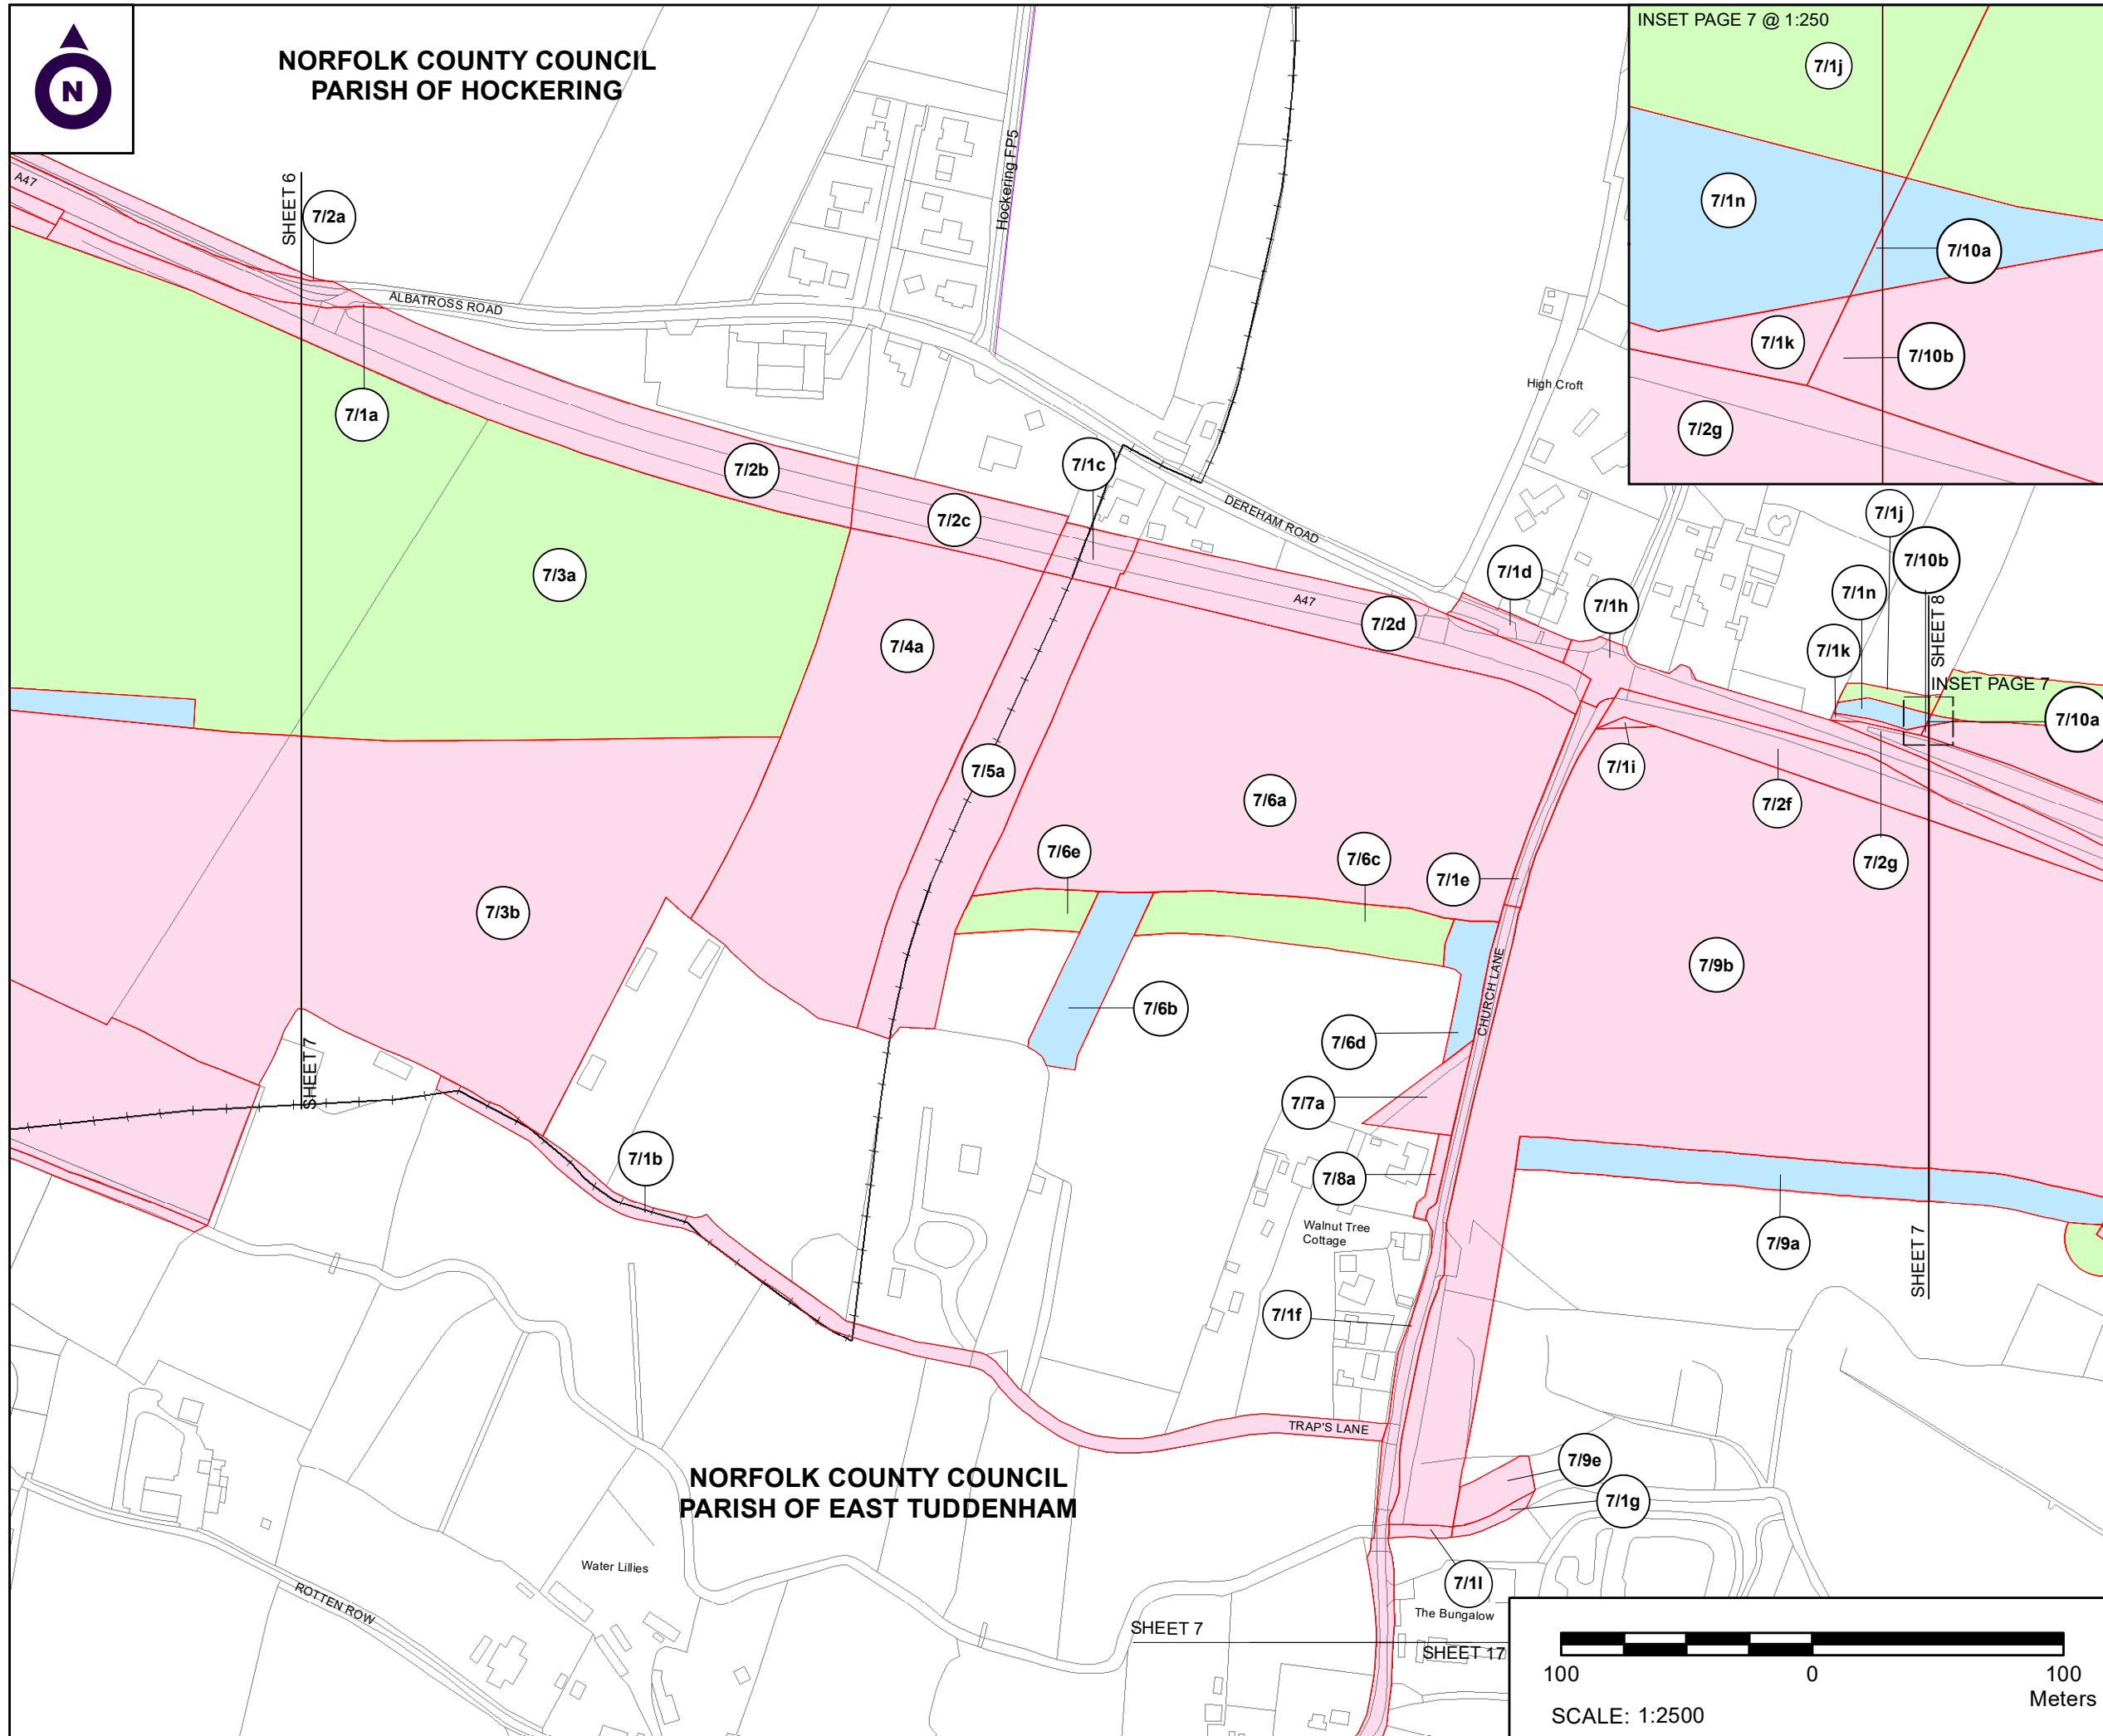 N
NORFOLK COUNTY COUNCIL
PARISH OF HOCKERING
INSET PAGE 7 @ 1:250
7/1j
7/1n
7/10a
7/1k
7/10b
7/2g
A47
SHEET 6
7/2a
Hockering FP5
ALBATROSS ROAD
7/1a
High Croft
7/2b
7/1c
7/2c
DEREHAM ROAD
7/1j
7/10b
7/3a
7/1d
7/1n
7/1h
A47
7/2d
SHEET 8
7/4a
7/1k
INSET PAGE 7
7/10a
7/5a
7/1i
7/6a
7/2f
7/6e
7/6c
7/2g
7/1e
7/3b
7/9b
CHURCH LANE
7/6b
7/6d
SHEET 7
7/7a
7/1b
7/8a
Walnut Tree
Cottage
7/9a
SHEET 7
7/1f
TRAP'S LANE
NORFOLK COUNTY COUNCIL
PARISH OF EAST TUDDENHAM
7/9e
7/1g
Water Lillies
7/1l
ROTTEN ROW
The Bungalow
SHEET 7
SHEET 17
100 0 100
Meters
SCALE: 1:2500